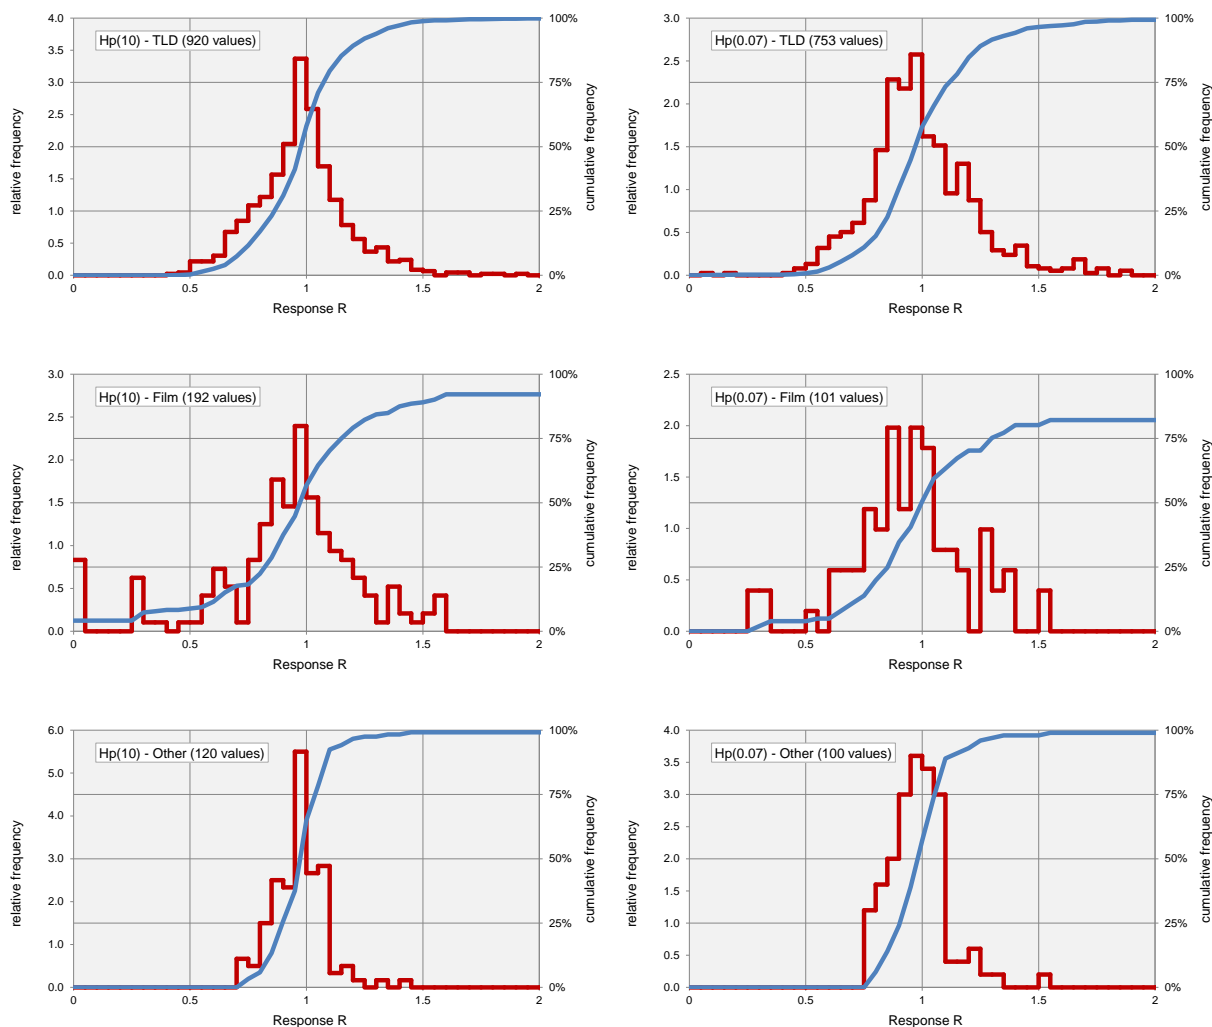 Hp(10) - TLD (920 values)
relative frequency
4.0
3.5
3.0
2.5
2.0
1.5
1.0
0.5
0.0
100%
75%
50%
25%
0%
cumulative frequency
0 0.5 1 1.5 2
Response R
Hp(0.07) - TLD (753 values)
relative frequency
3.0
2.5
2.0
1.5
1.0
0.5
0.0
100%
75%
50%
25%
0%
cumulative frequency
0 0.5 1 1.5 2
Response R
Hp(10) - Film (192 values)
relative frequency
3.0
2.5
2.0
1.5
1.0
0.5
0.0
100%
75%
50%
25%
0%
cumulative frequency
0 0.5 1 1.5 2
Response R
Hp(0.07) - Film (101 values)
relative frequency
2.5
2.0
1.5
1.0
0.5
0.0
100%
75%
50%
25%
0%
cumulative frequency
0 0.5 1 1.5 2
Response R
Hp(10) - Other (120 values)
relative frequency
6.0
5.0
4.0
3.0
2.0
1.0
0.0
100%
75%
50%
25%
0%
cumulative frequency
0 0.5 1 1.5 2
Response R
Hp(0.07) - Other (100 values)
relative frequency
4.0
3.5
3.0
2.5
2.0
1.5
1.0
0.5
0.0
100%
75%
50%
25%
0%
cumulative frequency
0 0.5 1 1.5 2
Response R